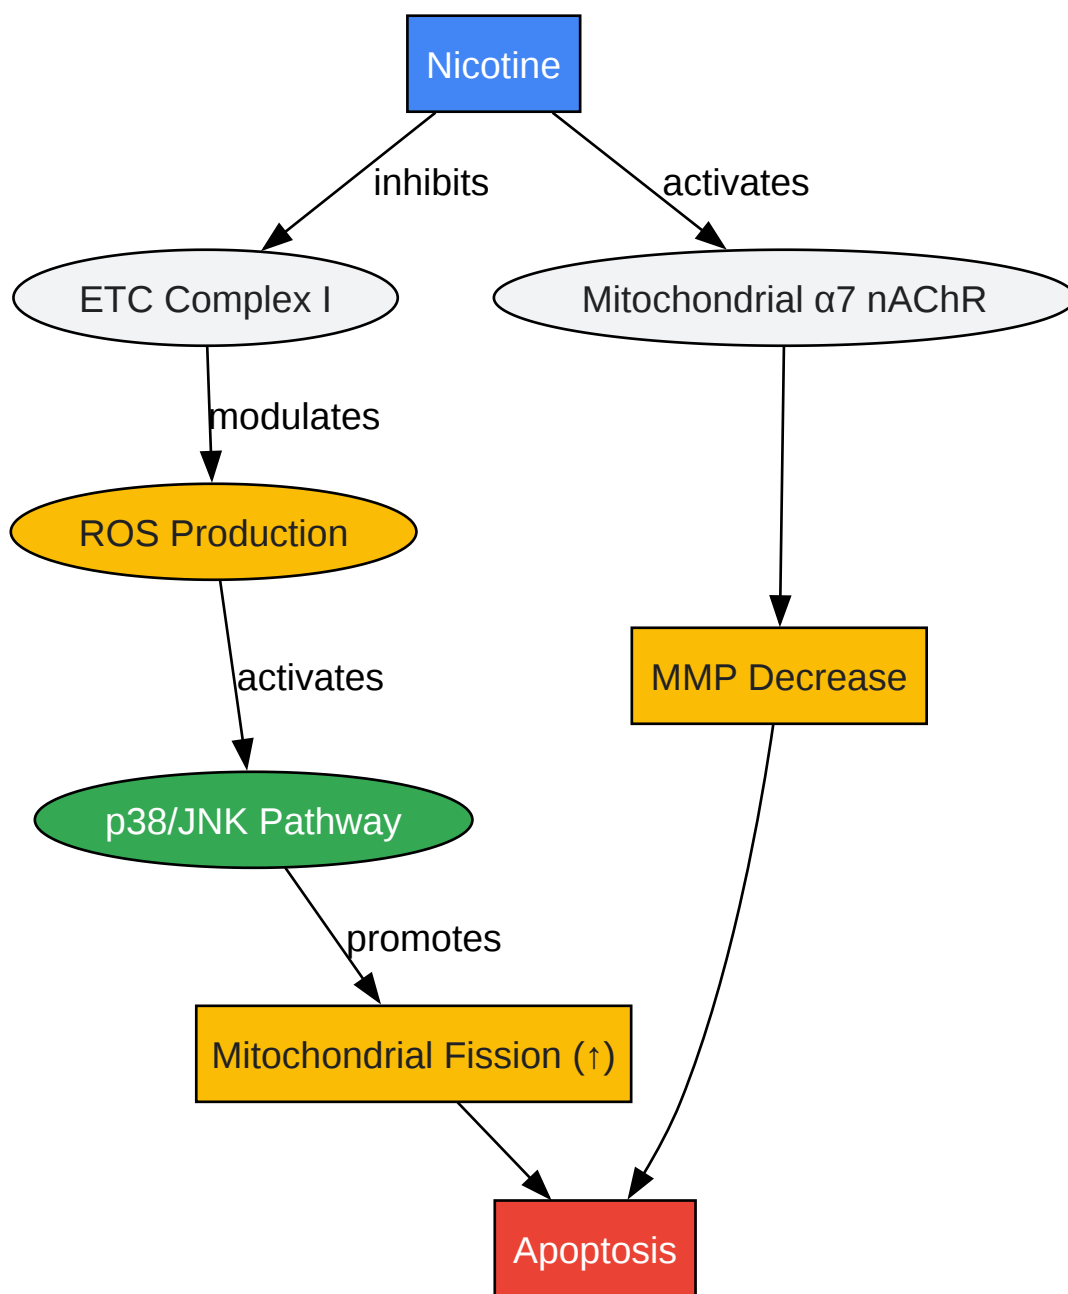 Nicotine
inhibits
activates
ETC Complex I
Mitochondrial α7 nAChR
modulates
ROS Production
activates
MMP Decrease
p38/JNK Pathway
promotes
Mitochondrial Fission (↑)
Apoptosis